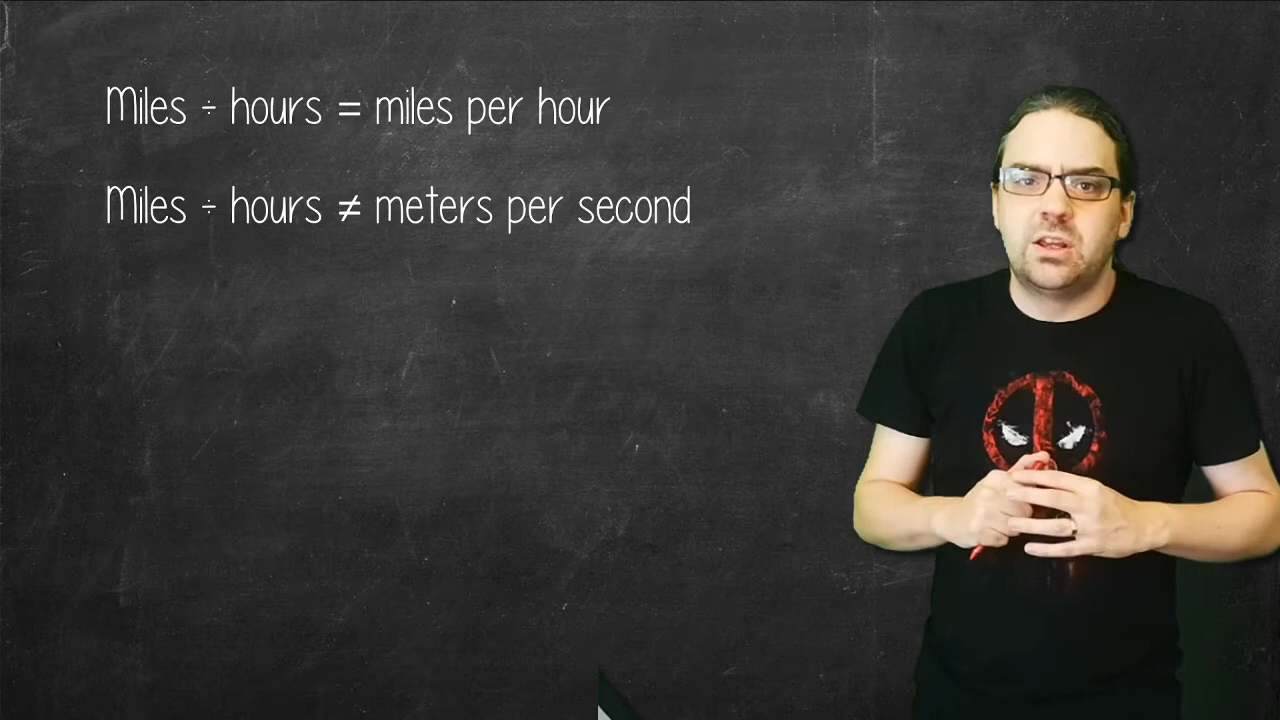 Miles ÷ hours = miles per hour
Miles ÷ hours ≠ meters per second